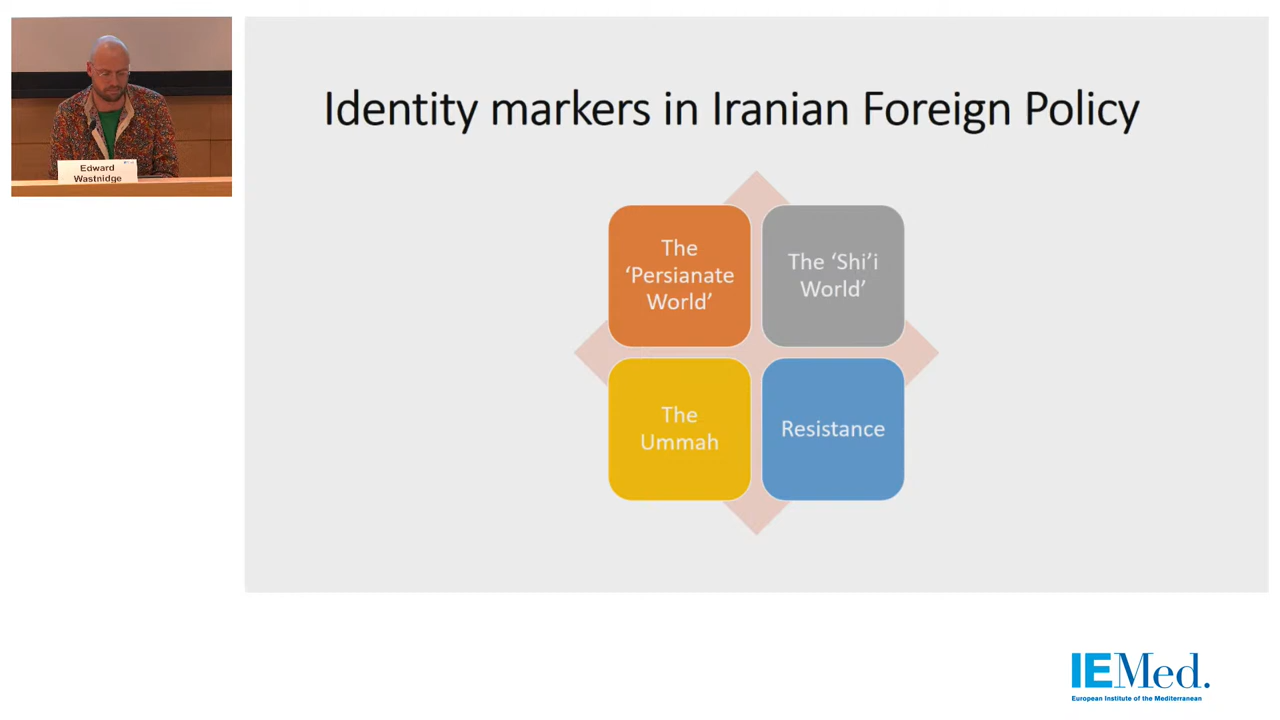 Edward
Wastnidge
Identity markers in Iranian Foreign Policy
The
‘Persianate
World’
The ‘Shi’i
World’
The
Ummah
Resistance
IEMed.
European Institute of the Mediterranean